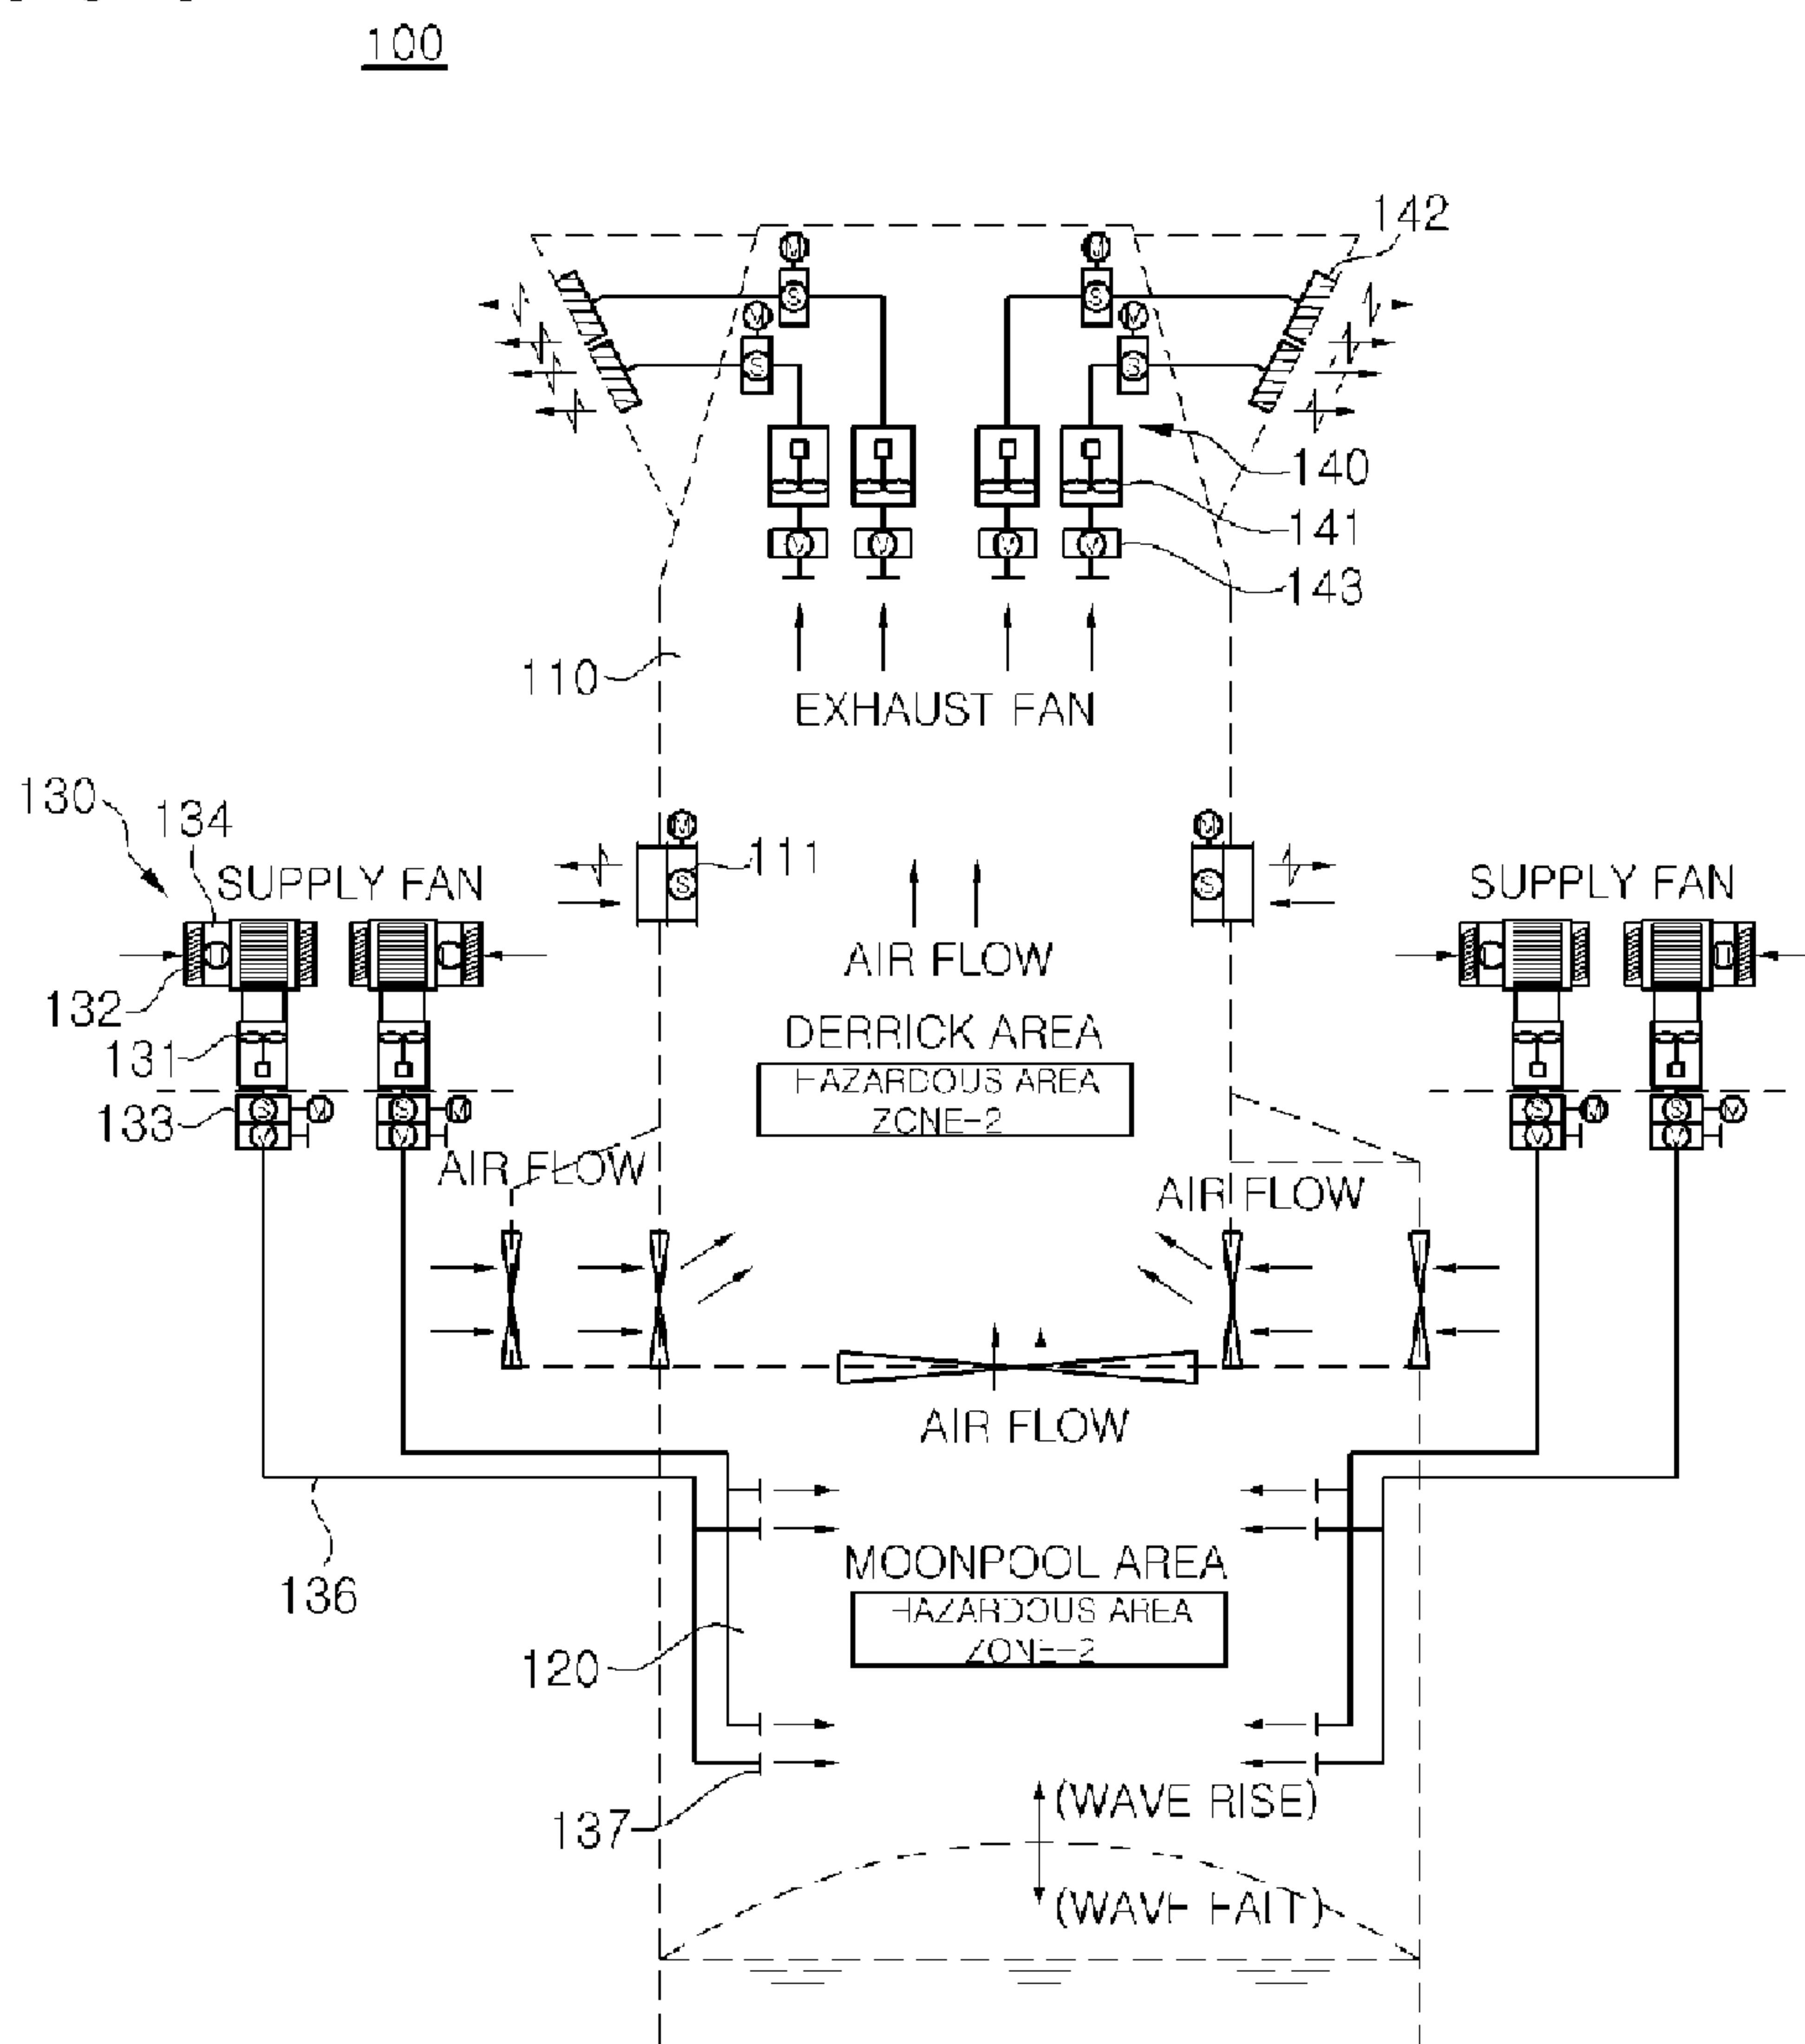 100
142
140
141
143
110
EXHAUST FAN
130
134
111
SUPPLY FAN
SUPPLY FAN
AIR FLOW
132
DERRICK AREA
131
HAZARDOUS AREA
ZONE-2
133
AIR FLOW
AIR FLOW
AIR FLOW
MOONPOOL AREA
136
HAZARDOUS AREA
ZONE-2
120
(WAVE RISE)
137
(WAVE